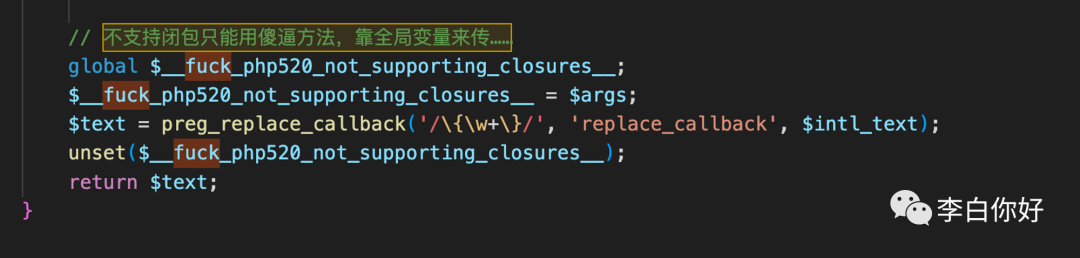 // 不支持闭包只能用傻逼方法，靠全局变量来传……
global $__fuck_php520_not_supporting_closures__;
$__fuck_php520_not_supporting_closures__ = $args;
$text = preg_replace_callback('/\{\w+\}/', 'replace_callback', $intl_text);
unset($__fuck_php520_not_supporting_closures__);
return $text;
}
李白你好